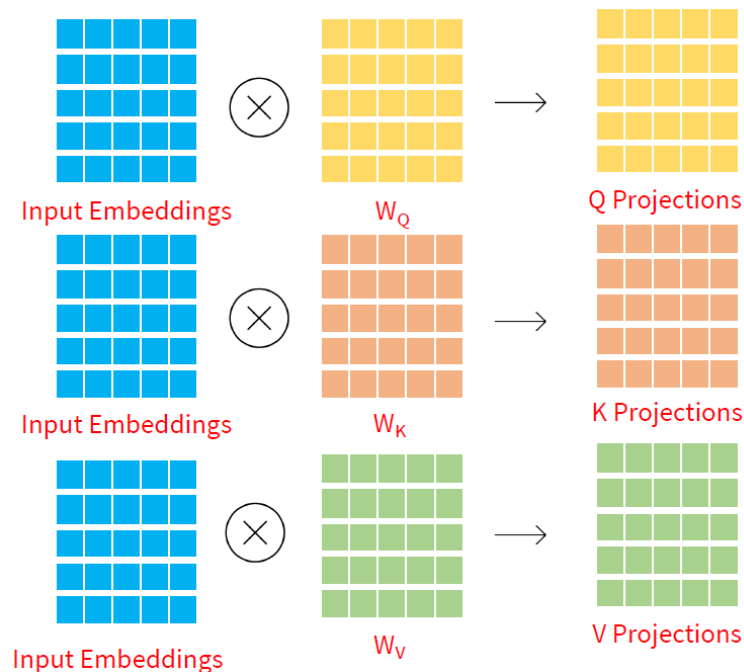 Input Embeddings
W_Q
Q Projections
Input Embeddings
W_K
K Projections
Input Embeddings
W_V
V Projections